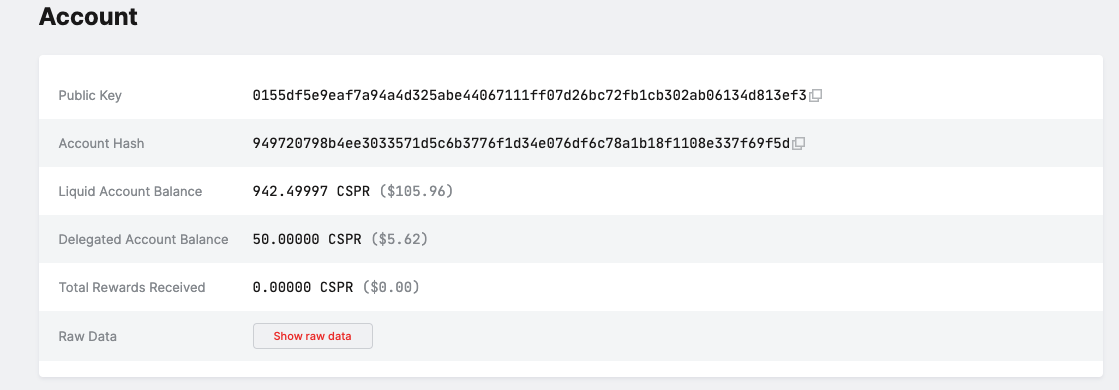 Account
Public Key 0155df5e9eaf7a94a4d325abe44067111ff07d26bc72fb1cb302ab06134d813ef3
Account Hash 949720798b4ee3033571d5c6b3776f1d34e076df6c78a1b18f1108e337f69f5d
Liquid Account Balance 942.49997 CSPR ($105.96)
Delegated Account Balance 50.00000 CSPR ($5.62)
Total Rewards Received 0.00000 CSPR ($0.00)
Raw Data Show raw data